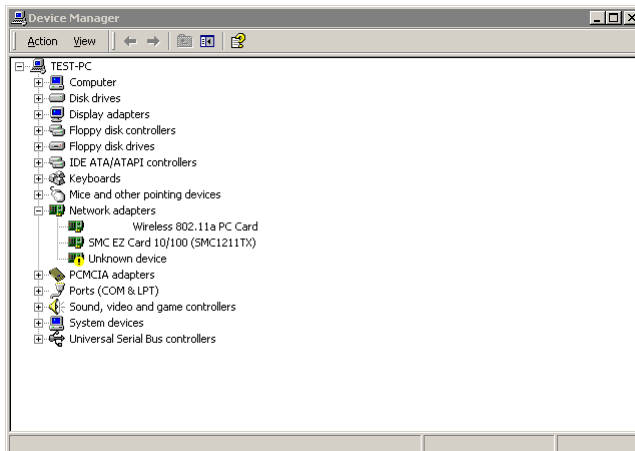 Device Manager
Action View
TEST-PC
Computer
Disk drives
Display adapters
Floppy disk controllers
Floppy disk drives
IDE ATA/ATAPI controllers
Keyboards
Mice and other pointing devices
Network adapters
Wireless 802.11a PC Card
SMC EZ Card 10/100 (SMC1211TX)
Unknown device
PCMCIA adapters
Ports (COM & LPT)
Sound, video and game controllers
System devices
Universal Serial Bus controllers